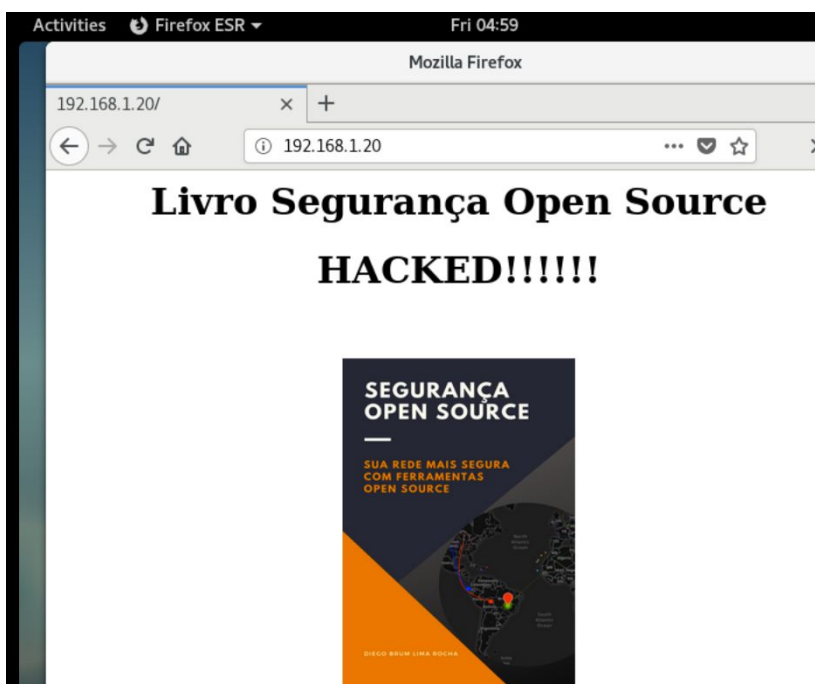 Activities Firefox ESR Fri 04:59
Mozilla Firefox
192.168.1.20/
192.168.1.20
Livro Segurança Open Source
HACKED!!!!!!
SEGURANÇA
OPEN SOURCE
SUA REDE MAIS SEGURA
COM FERRAMENTAS
OPEN SOURCE
DIEGO BRUM LIMA ROCHA